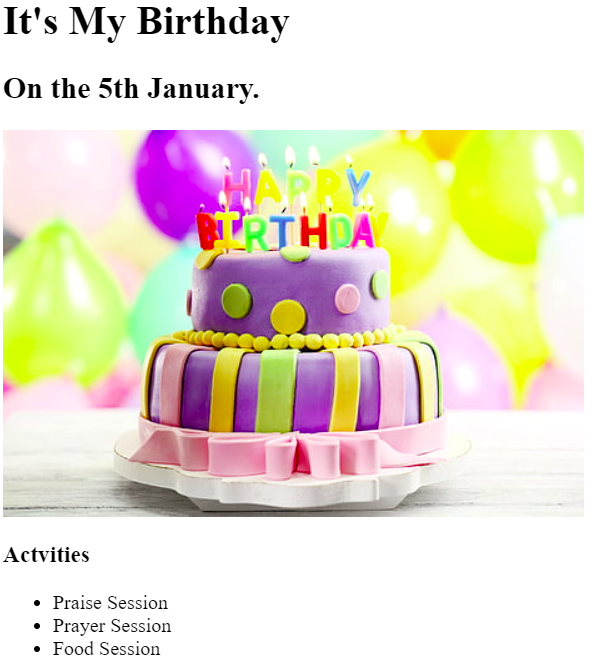 It's My Birthday
On the 5th January.
HAPPY
BIRTHDAY
Actvities
Praise Session
Prayer Session
Food Session